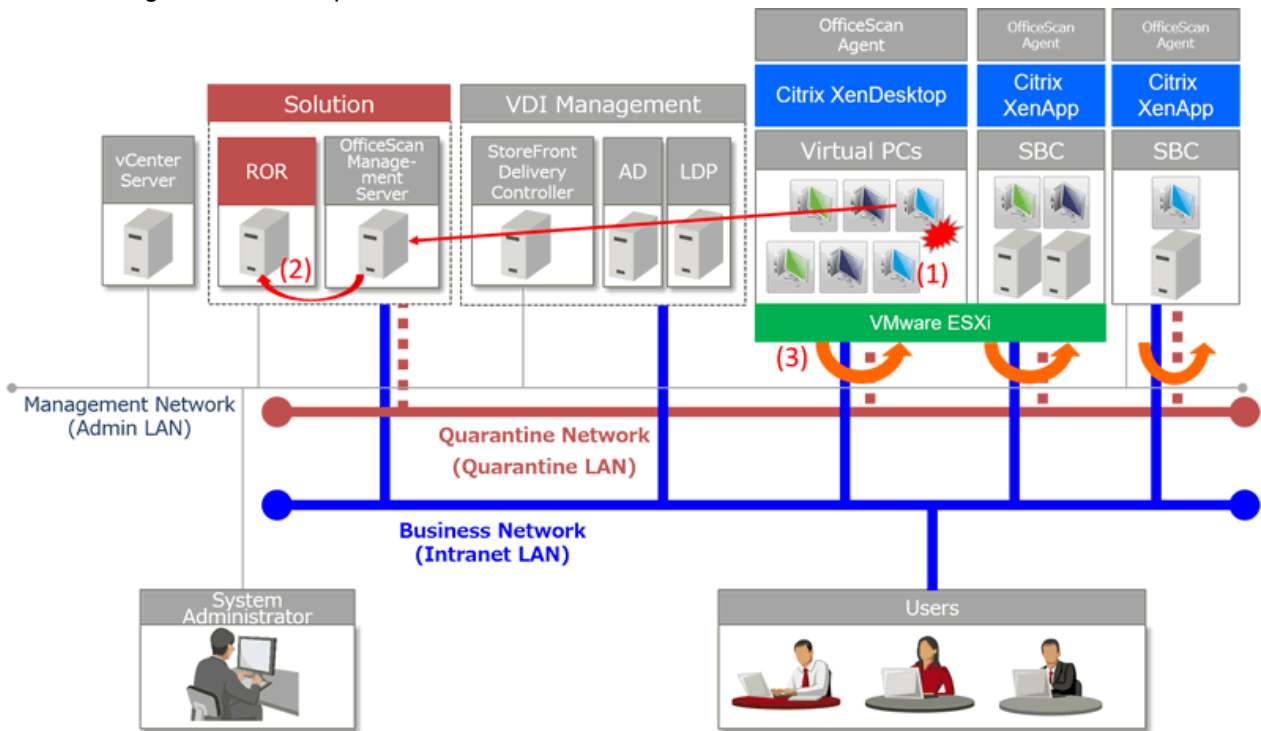 OfficeScan
Agent
OfficeScan
Agent
OfficeScan
Agent
Citrix XenDesktop
Citrix
XenApp
Citrix
XenApp
Solution
VDI Management
vCenter
Server
ROR
OfficeScan
Manage-
ment
Server
StoreFront
Delivery
Controller
AD
LDP
Virtual PCs
SBC
SBC
(1)
(2)
VMware ESXi
(3)
Management Network
(Admin LAN)
Quarantine Network
(Quarantine LAN)
Business Network
(Intranet LAN)
System
Administrator
Users